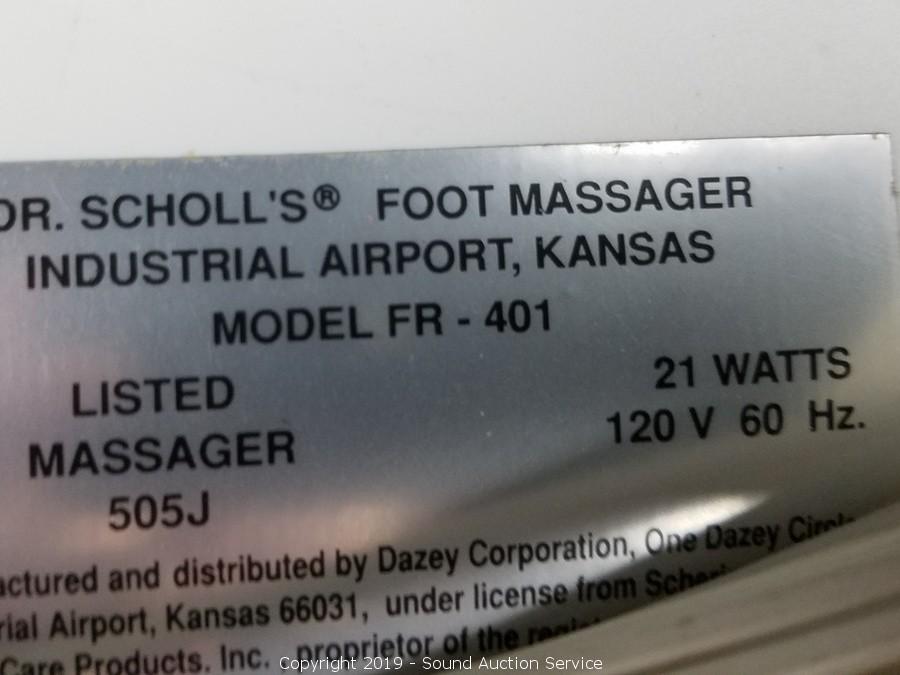 DR. SCHOLL'S® FOOT MASSAGER
INDUSTRIAL AIRPORT, KANSAS
MODEL FR - 401
LISTED
MASSAGER
505J
21 WATTS
120 V 60 Hz.
actured and distributed by Dazey Corporation, One Dazey Circle
rial Airport, Kansas 66031, under license from
Care Products. Inc. , proprietor of the
Copyright 2019 - Sound Auction Service